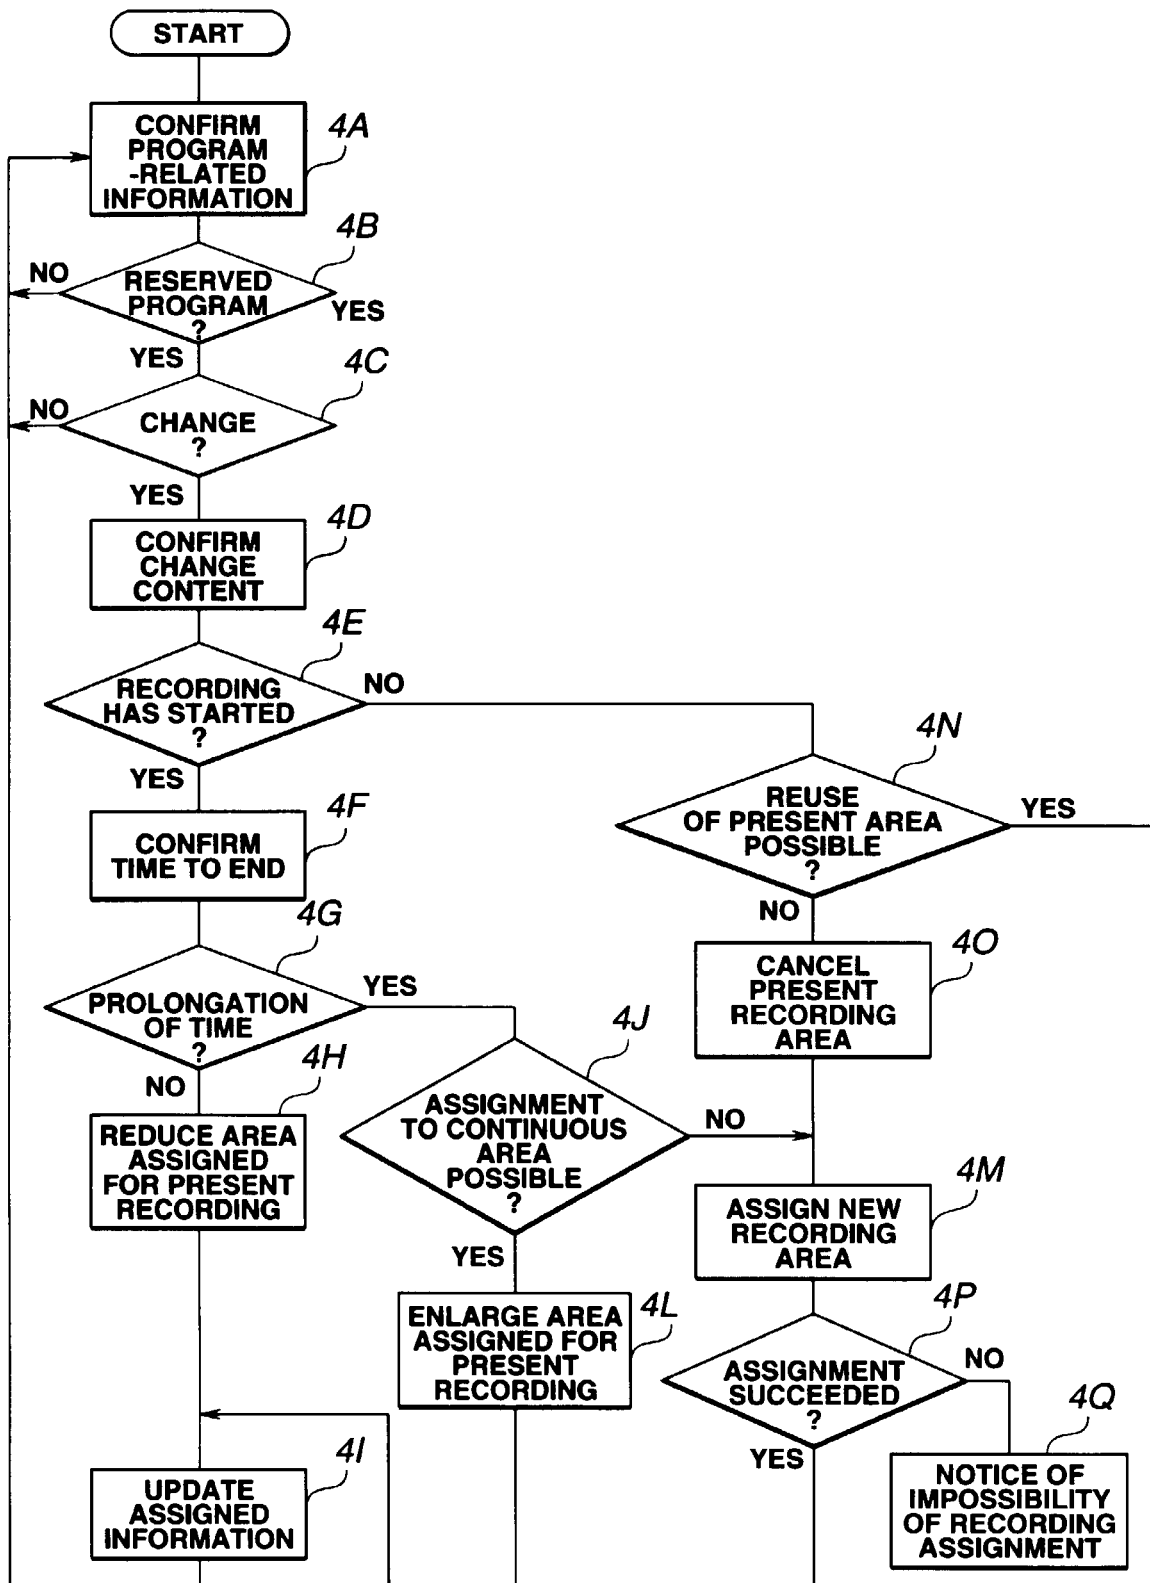 START
CONFIRM
PROGRAM
-RELATED
INFORMATION
4A
4B
NO
RESERVED
PROGRAM
?
YES
YES
4C
NO
CHANGE
?
YES
4D
CONFIRM
CHANGE
CONTENT
4E
RECORDING
HAS STARTED
?
NO
YES
4N
REUSE
OF PRESENT AREA
POSSIBLE
?
YES
NO
4F
CONFIRM
TIME TO END
4G
PROLONGATION
OF TIME
?
YES
NO
4O
CANCEL
PRESENT
RECORDING
AREA
4H
REDUCE AREA
ASSIGNED
FOR PRESENT
RECORDING
4J
ASSIGNMENT
TO CONTINUOUS
AREA
POSSIBLE
?
NO
YES
4M
ASSIGN NEW
RECORDING
AREA
4L
ENLARGE AREA
ASSIGNED FOR
PRESENT
RECORDING
4P
ASSIGNMENT
SUCCEEDED
?
NO
YES
4I
UPDATE
ASSIGNED
INFORMATION
4Q
NOTICE OF
IMPOSSIBILITY
OF RECORDING
ASSIGNMENT